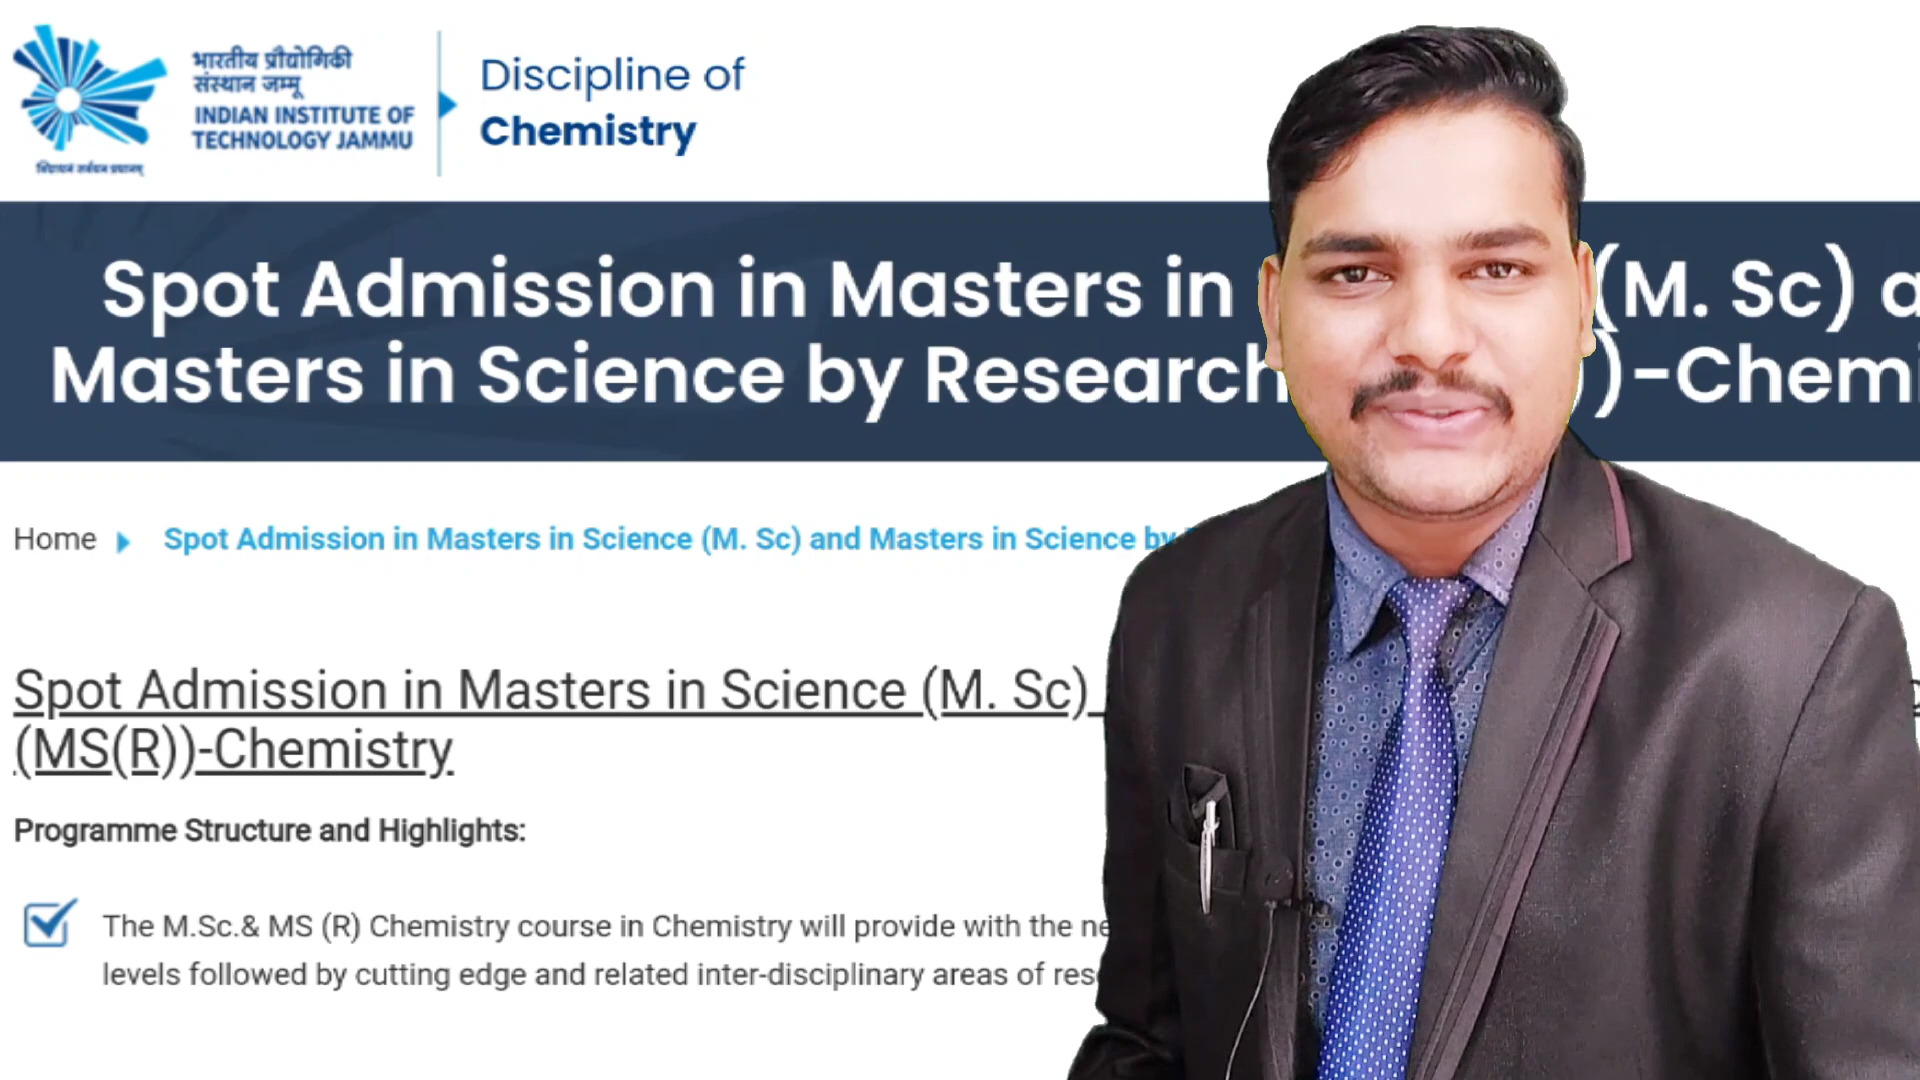 भारतीय प्रौद्योगिकी
संस्थान जम्मू
INDIAN INSTITUTE OF
TECHNOLOGY JAMMU
Discipline of
Chemistry
Spot Admission in Masters in (M. Sc)
Masters in Science by Research )-Chemi
Home
Spot Admission in Masters in Science (M. Sc) and Masters in Science by
Spot Admission in Masters in Science (M. Sc)
(MS(R))-Chemistry
Programme Structure and Highlights:
The M.Sc.& MS (R) Chemistry course in Chemistry will provide with the
levels followed by cutting edge and related inter-disciplinary areas of